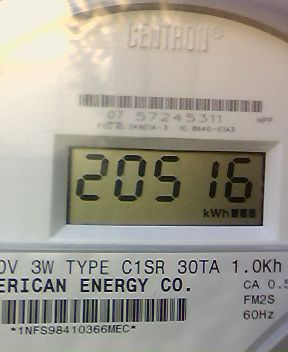 CENTRON®
07 57245311 HPP
20516
kWh
0V 3W TYPE C1SR 30TA 1.0Kh
ERICAN ENERGY CO. CA 0.5
FM2S
60Hz
*1NFS98410366MEC*